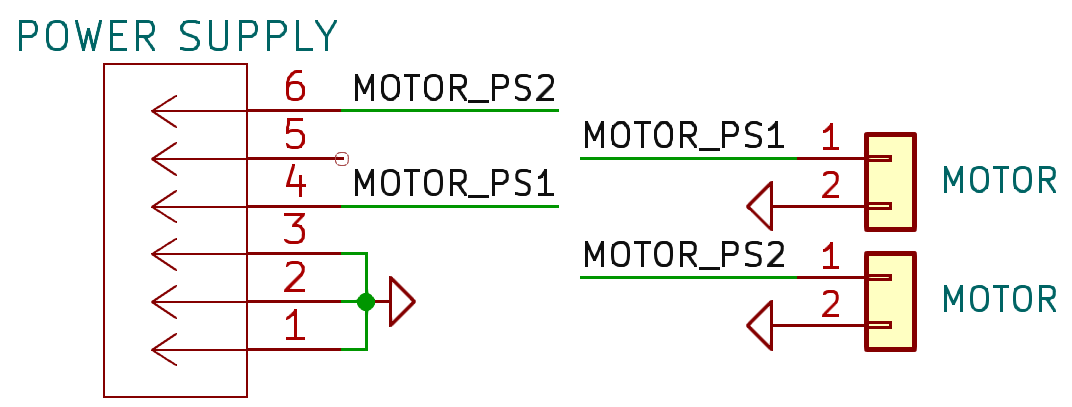 POWER SUPPLY
6 MOTOR_PS2
5
4 MOTOR_PS1
3
2
1
MOTOR_PS1 1
2
MOTOR
MOTOR_PS2 1
2
MOTOR